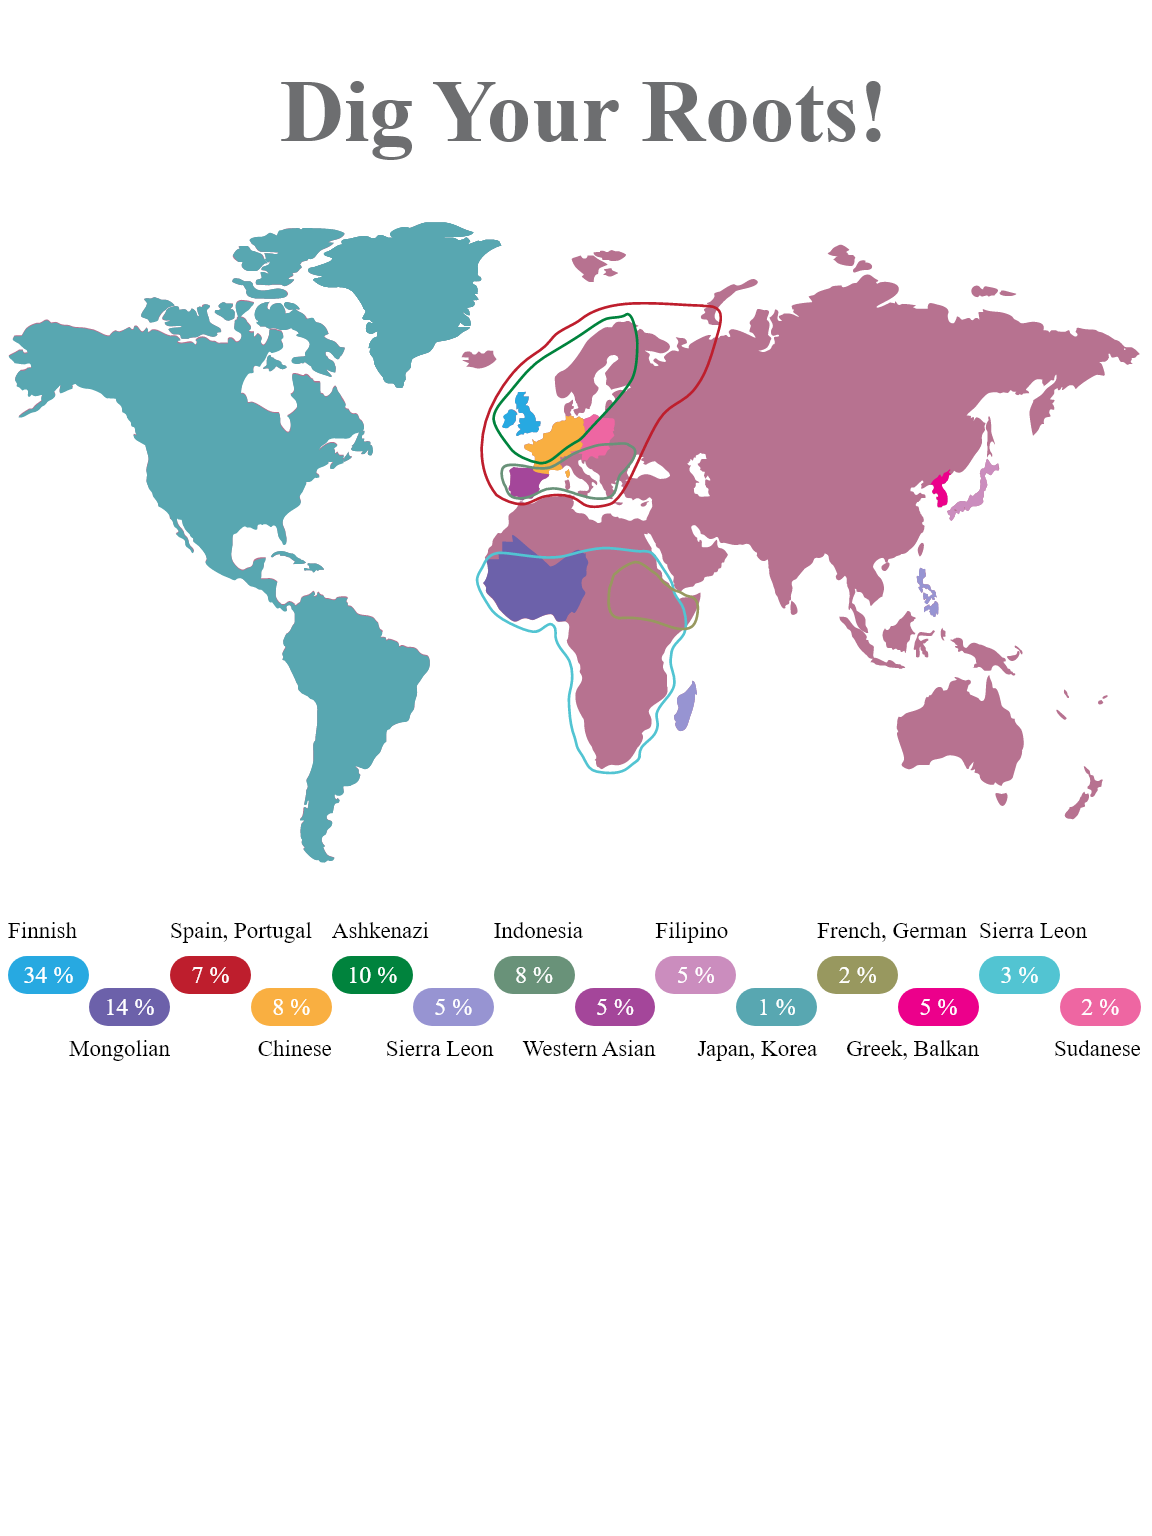 Dig Your Roots!
Finnish Spain, Portugal Ashkenazi Indonesia Filipino French, German Sierra Leon
34 % 7 % 10 % 8 % 5 % 2 % 3 %
14 % 8 % 5 % 5 % 1 % 5 % 2 %
Mongolian Chinese Sierra Leon Western Asian Japan, Korea Greek, Balkan Sudanese